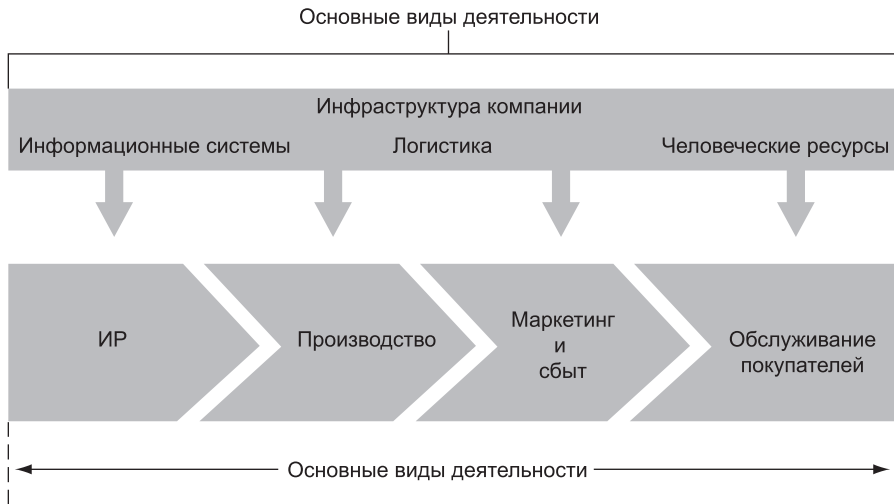 Основные виды деятельности
Инфраструктура компании
Информационные системы
Логистика
Человеческие ресурсы
ИР
Производство
Маркетинг
и
сбыт
Обслуживание
покупателей
Основные виды деятельности